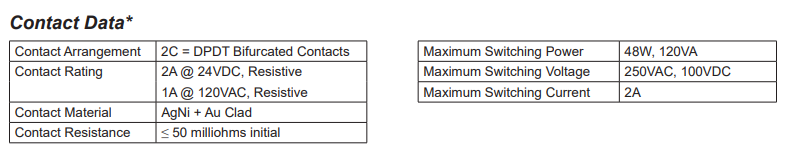 Contact Data*
Contact Arrangement 2C = DPDT Bifurcated Contacts
Contact Rating 2A @ 24VDC, Resistive
1A @ 120VAC, Resistive
Contact Material AgNi + Au Clad
Contact Resistance ≤ 50 milliohms initial
Maximum Switching Power 48W, 120VA
Maximum Switching Voltage 250VAC, 100VDC
Maximum Switching Current 2A